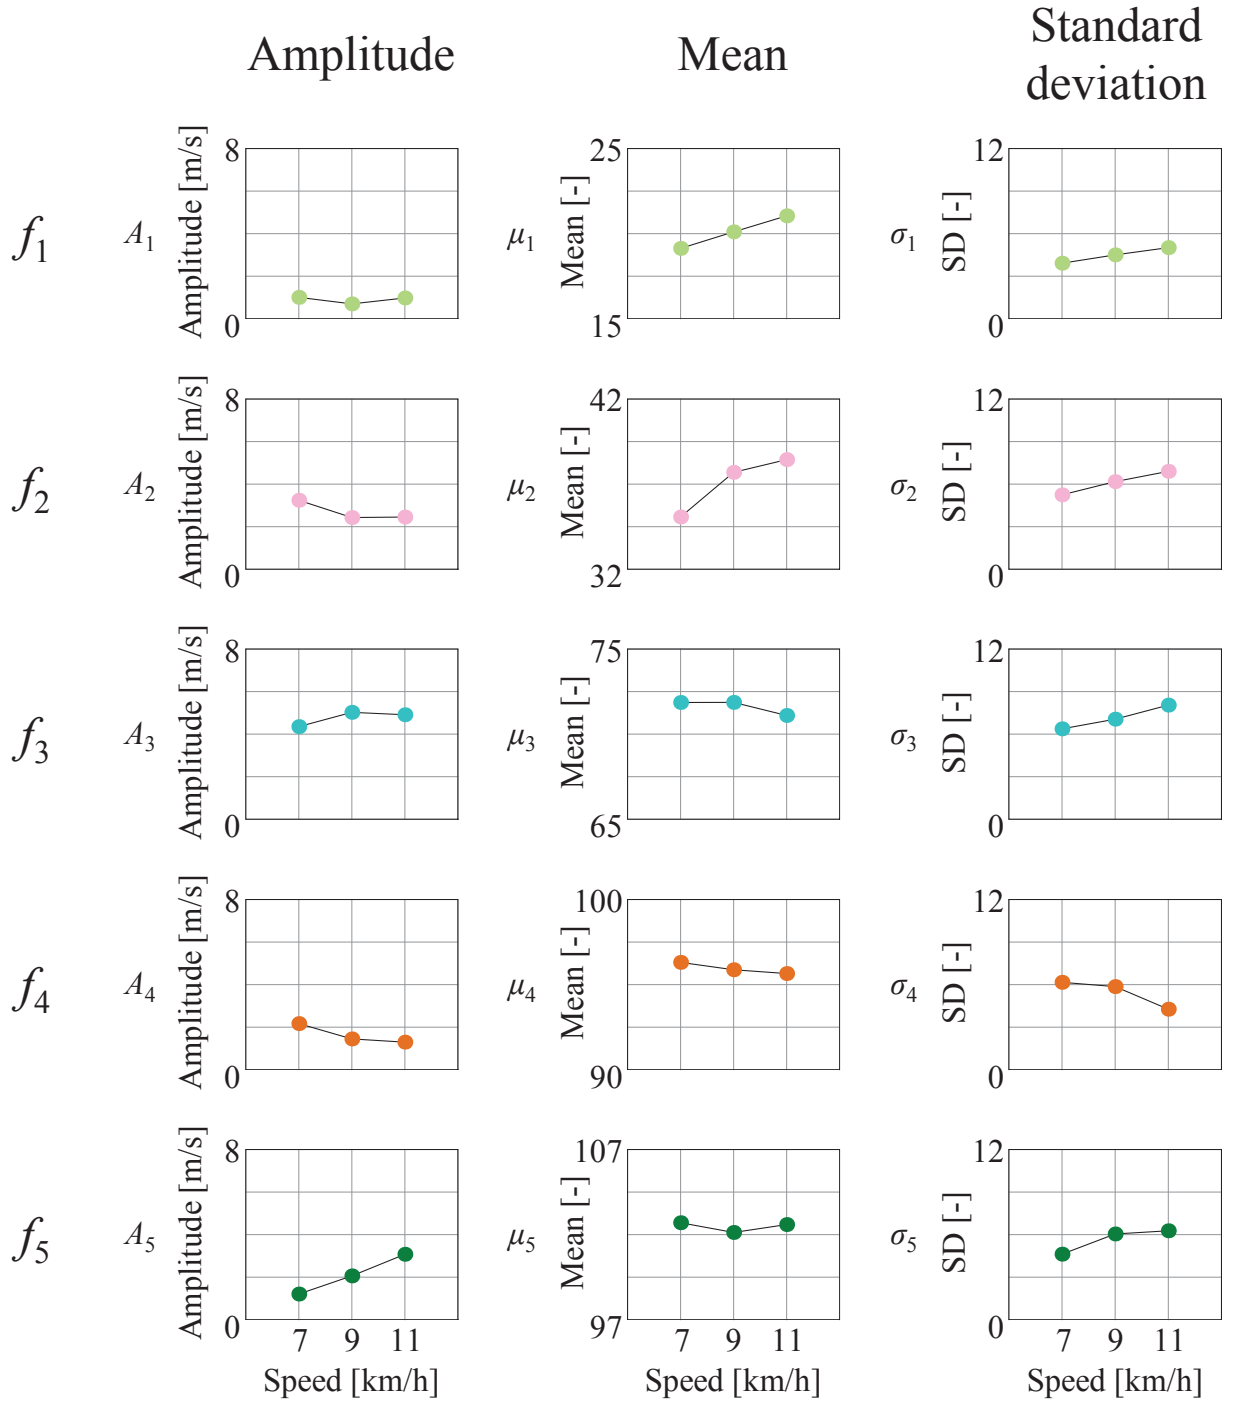 Amplitude
Mean
Standard
deviation
f1
A1
Amplitude [m/s]
8
0
μ1
Mean [-]
25
15
σ1
SD [-]
12
0
f2
A2
Amplitude [m/s]
8
0
μ2
Mean [-]
42
32
σ2
SD [-]
12
0
f3
A3
Amplitude [m/s]
8
0
μ3
Mean [-]
75
65
σ3
SD [-]
12
0
f4
A4
Amplitude [m/s]
8
0
μ4
Mean [-]
100
90
σ4
SD [-]
12
0
f5
A5
Amplitude [m/s]
8
0
μ5
Mean [-]
107
97
σ5
SD [-]
12
0
7 9 11
7 9 11
7 9 11
Speed [km/h]
Speed [km/h]
Speed [km/h]